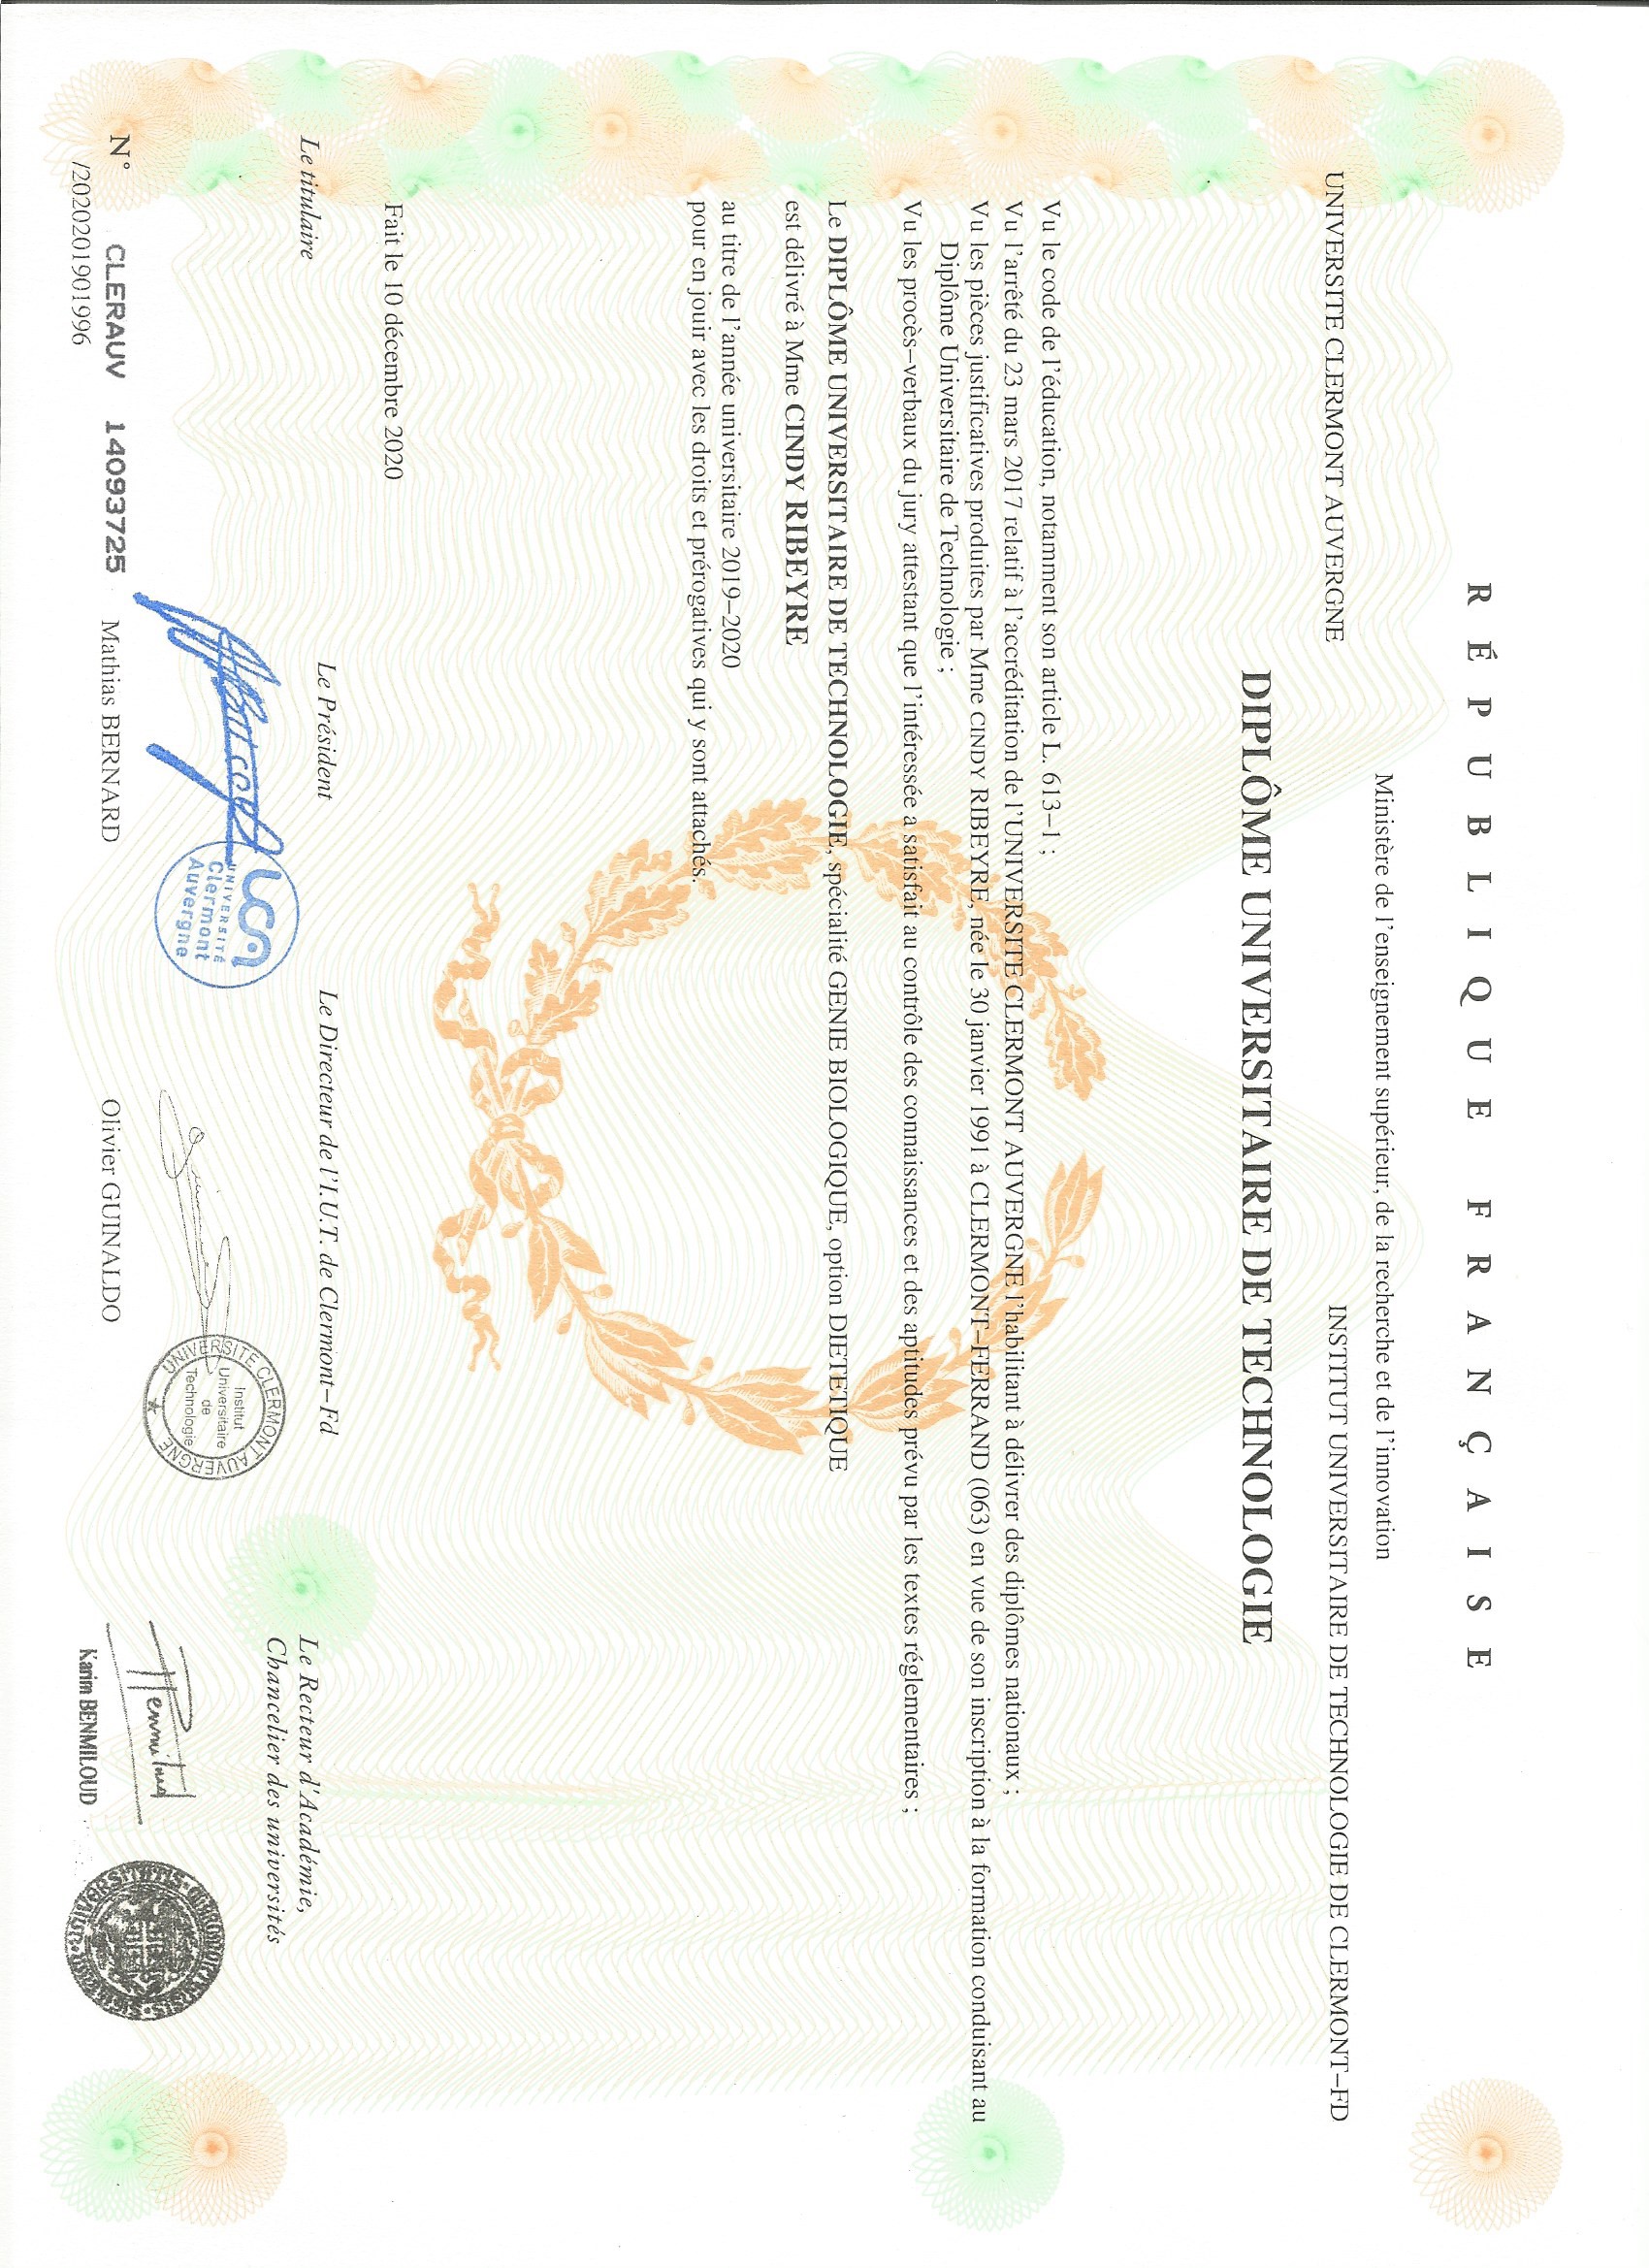 RÉPUBLIQUE FRANÇAISE
Ministère de l'enseignement supérieur, de la recherche et de l'innovation
UNIVERSITE CLERMONT AUVERGNE
INSTITUT UNIVERSITAIRE DE TECHNOLOGIE DE CLERMONT–FD
DIPLÔME UNIVERSITAIRE DE TECHNOLOGIE
Vu le code de l'éducation, notamment son article L. 613–1 ;
Vu l'arrêté du 23 mars 2017 relatif à l'accréditation de l'UNIVERSITE CLERMONT AUVERGNE l'habilitant à délivrer des diplômes nationaux ;
Vu les pièces justificatives produites par Mme CINDY RIBEYRE, née le 30 janvier 1991 à CLERMONT–FERRAND (063) en vue de son inscription à la formation conduisant au
Diplôme Universitaire de Technologie ;
Vu les procès–verbaux du jury attestant que l'intéressée a satisfait au contrôle des connaissances et des aptitudes prévu par les textes réglementaires ;
Le DIPLÔME UNIVERSITAIRE DE TECHNOLOGIE, spécialité GENIE BIOLOGIQUE, option DIETETIQUE
est délivré à Mme CINDY RIBEYRE
au titre de l'année universitaire 2019–2020
pour en jouir avec les droits et prérogatives qui y sont attachés.
Fait le 10 décembre 2020
Le titulaire
Le Président
Le Directeur de l'I.U.T. de Clermont–Fd
Le Recteur d'Académie,
Chancelier des universités
UCA
UNIVERSITÉ
Clermont
Auvergne
UNIVERSITE CLERMONT AUVERGNE
Institut
Universitaire
de
Technologie
N° CLERAUV 14093725
/2020201901996
Mathias BERNARD
Olivier GUINALDO
Karim BENMILOUD